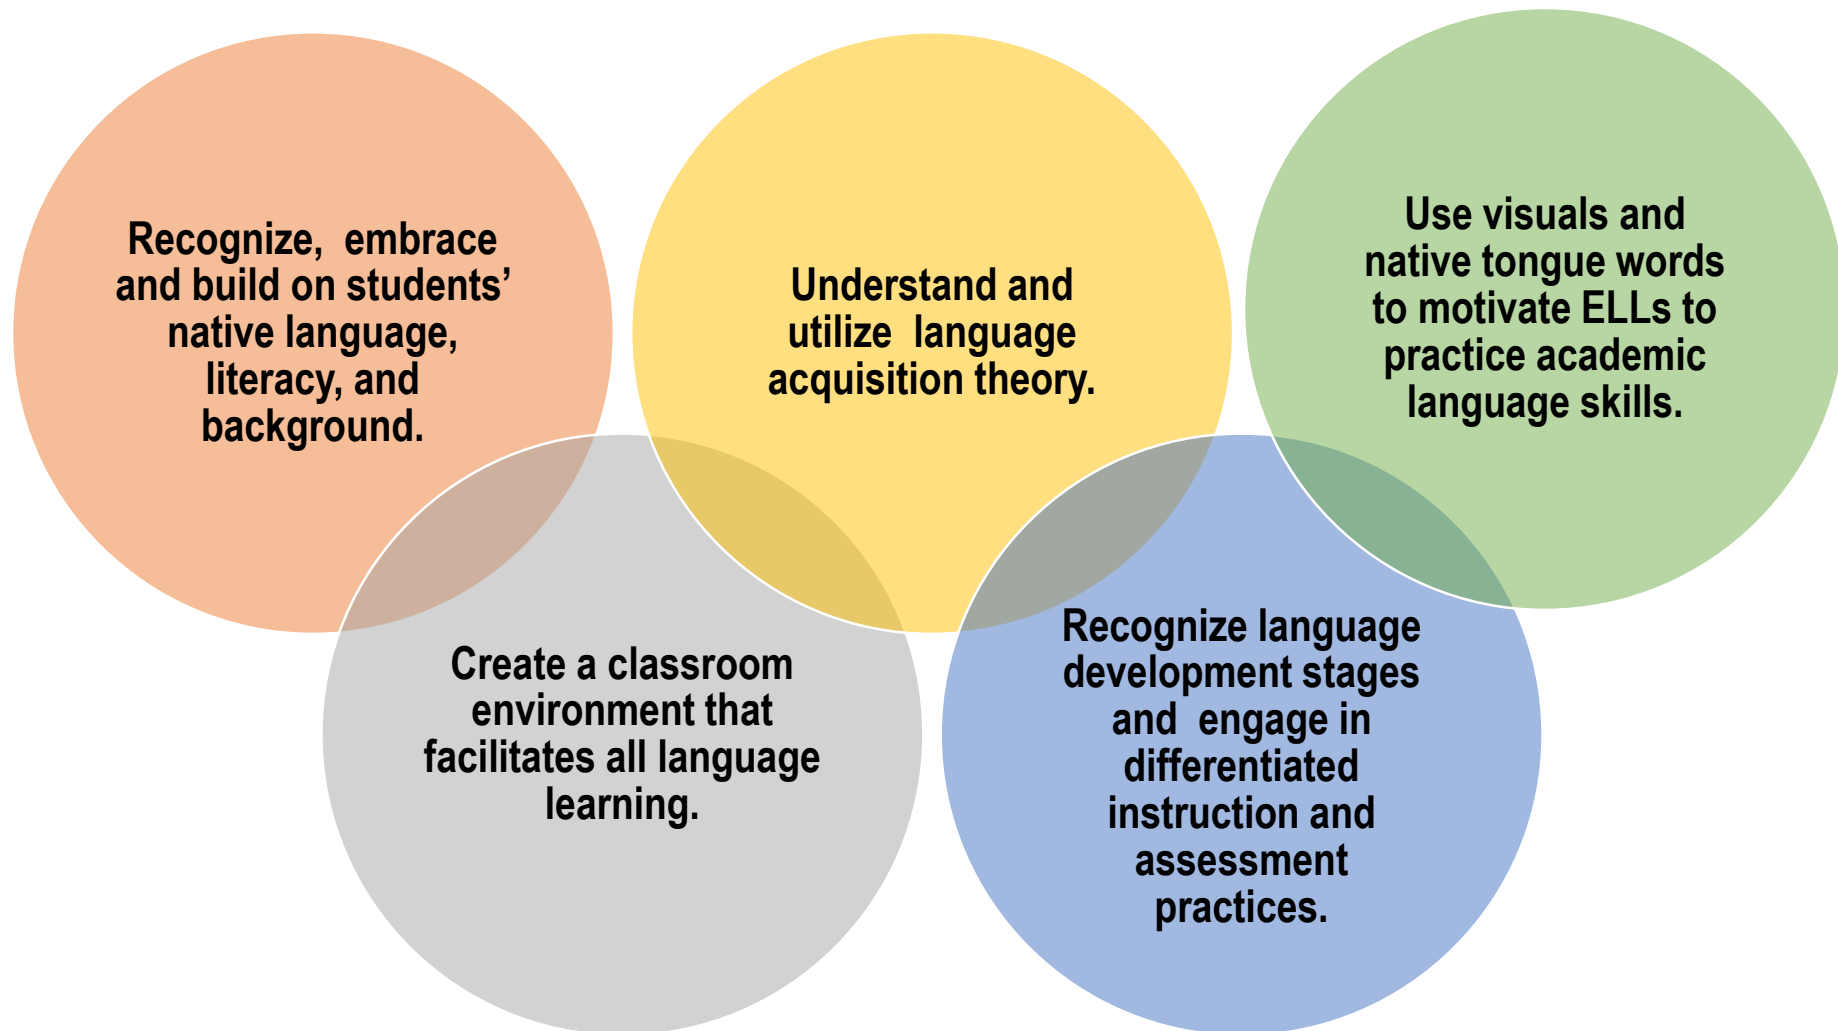 Recognize, embrace
and build on students’
native language,
literacy, and
background.
Understand and
utilize language
acquisition theory.
Use visuals and
native tongue words
to motivate ELLs to
practice academic
language skills.
Create a classroom
environment that
facilitates all language
learning.
Recognize language
development stages
and engage in
differentiated
instruction and
assessment
practices.